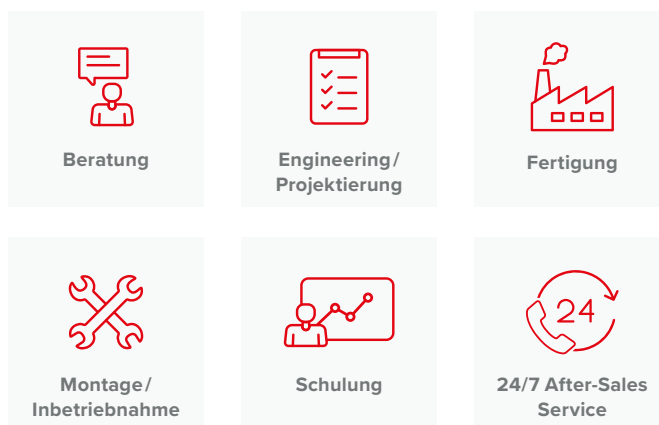 Beratung
Engineering/
Projektierung
Fertigung
Montage/
Inbetriebnahme
Schulung
24
24/7 After-Sales
Service